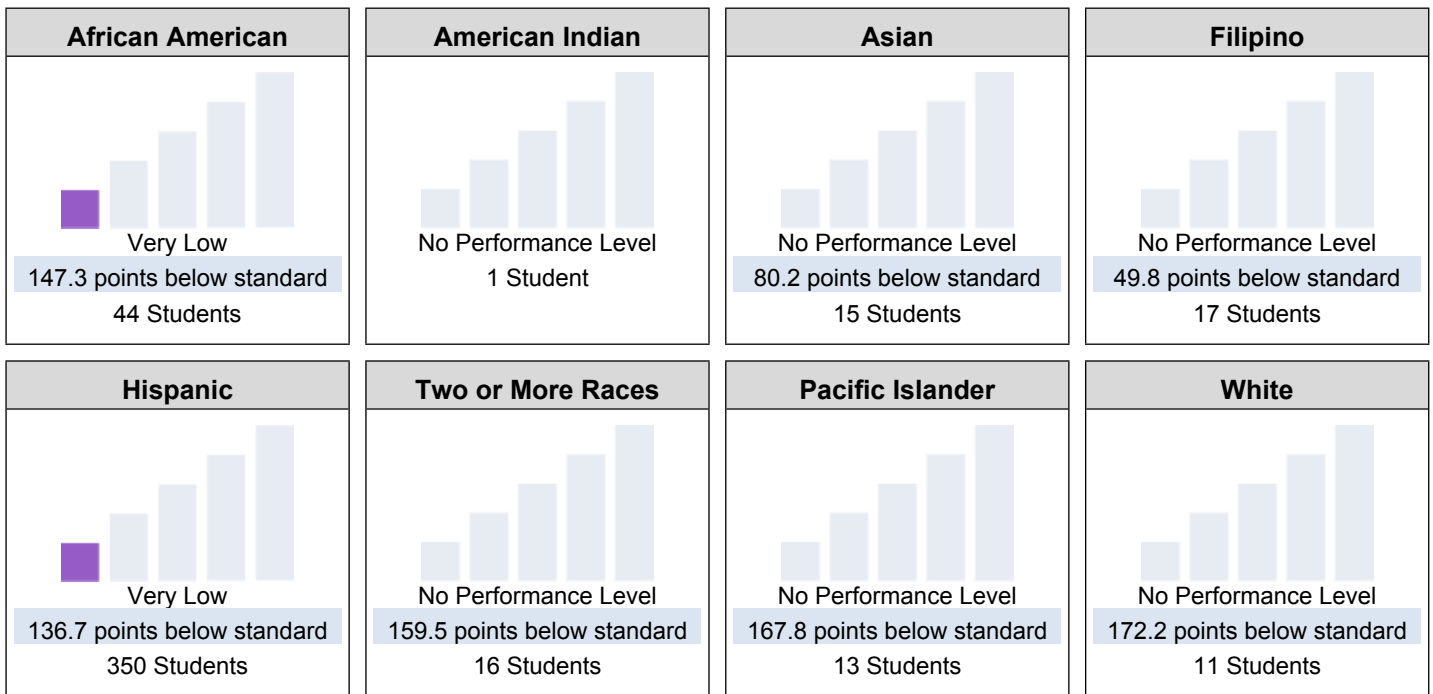 African American
Very Low
147.3 points below standard
44 Students
American Indian
No Performance Level
1 Student
Asian
No Performance Level
80.2 points below standard
15 Students
Filipino
No Performance Level
49.8 points below standard
17 Students
Hispanic
Very Low
136.7 points below standard
350 Students
Two or More Races
No Performance Level
159.5 points below standard
16 Students
Pacific Islander
No Performance Level
167.8 points below standard
13 Students
White
No Performance Level
172.2 points below standard
11 Students